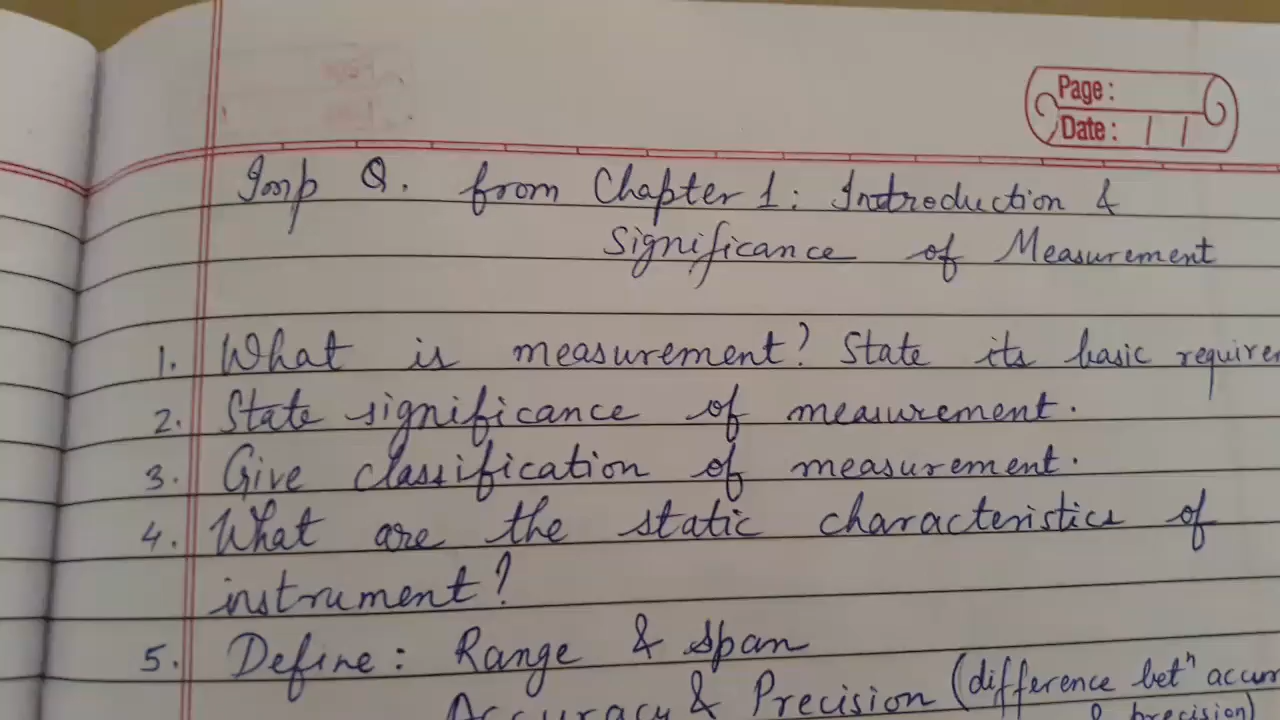 Page :
Date :
Imp Q. from Chapter 1 : Introduction &
Significance of Measurement
1. What is measurement? State its basic require
2. State significance of measurement.
3. Give classification of measurement.
4. What are the static characteristics of
instrument?
5. Define : Range & span
Accuracy & Precision (difference betⁿ accur
& precision)